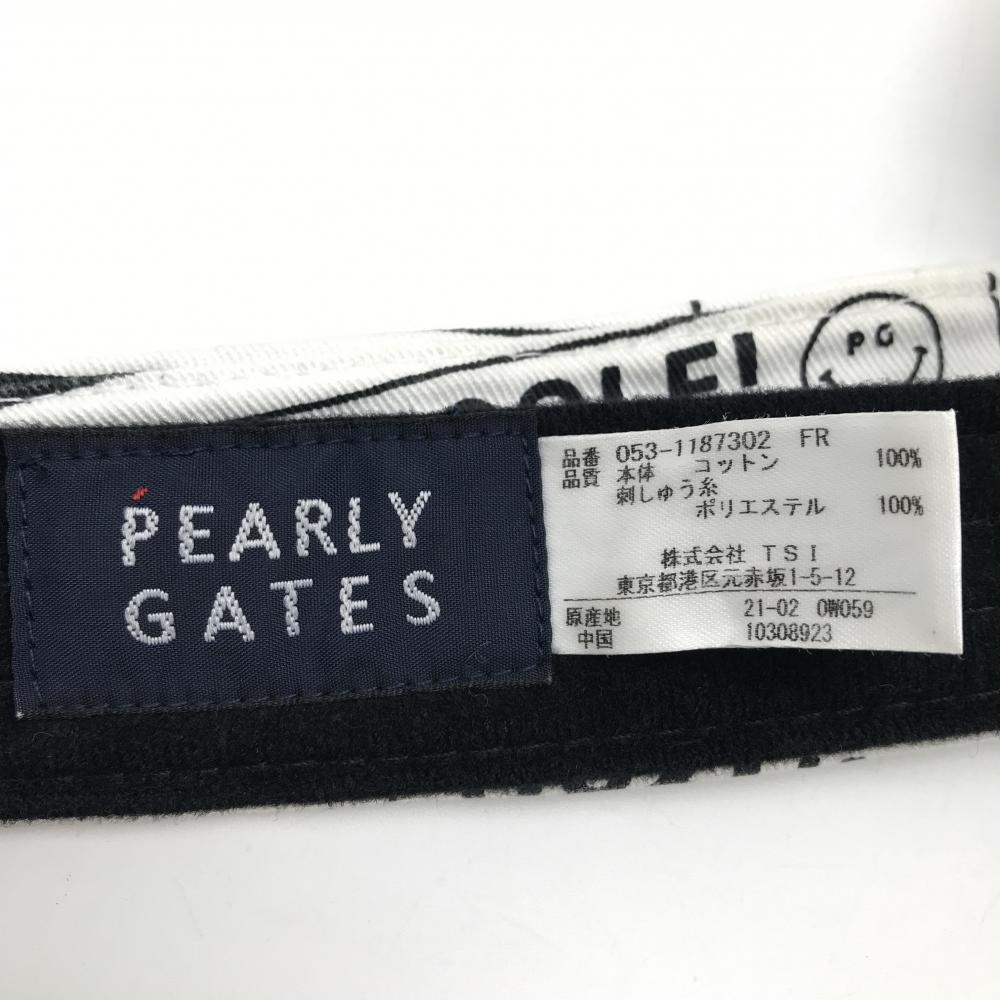 GOLF!
PG
PEARLY
GATES
品番 053-1187302 FR
品質 本体 コットン 100%
刺しゅう糸
ポリエステル 100%
株式会社 TSI
東京都港区元赤坂1-5-12
原産地 21-02 0W059
中国 10308923